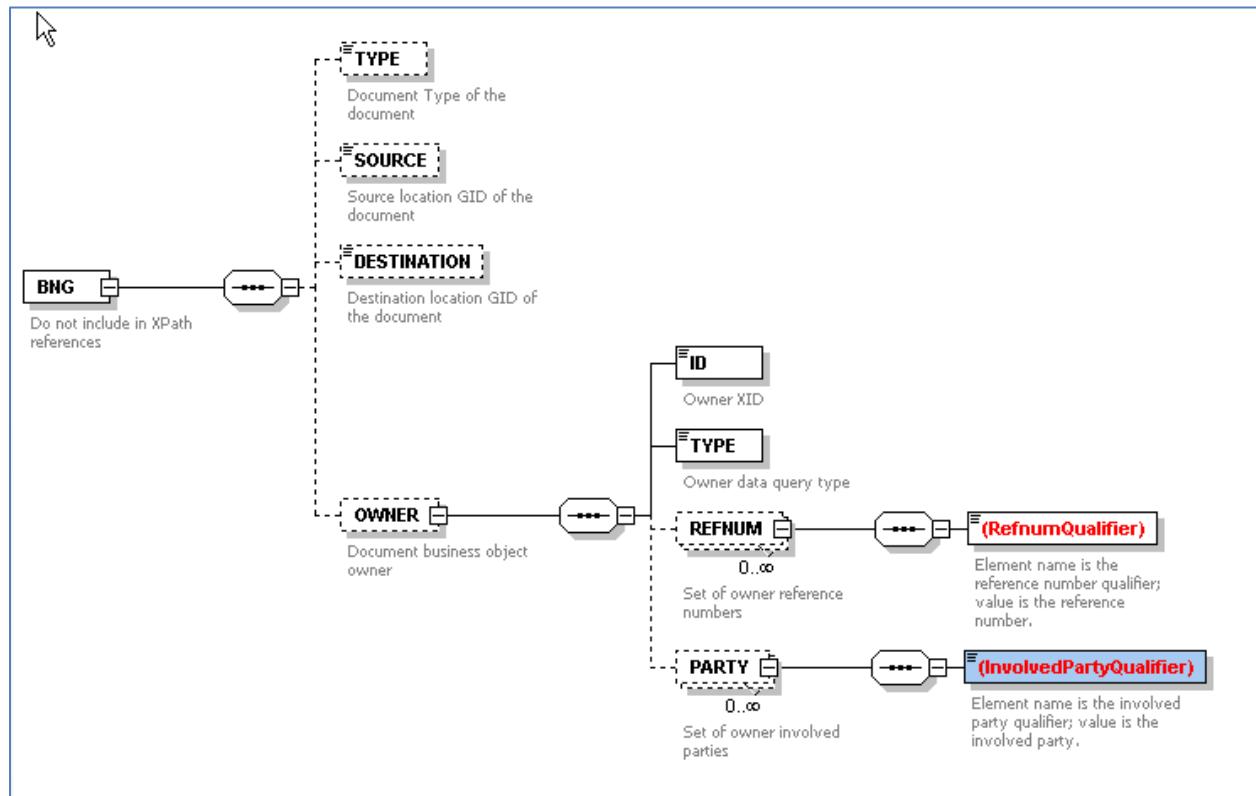 TYPE
Document Type of the
document
SOURCE
Source location GID of the
document
DESTINATION
Destination location GID of
the document
BNG
Do not include in XPath
references
ID
Owner XID
TYPE
Owner data query type
OWNER
Document business object
owner
REFNUM
0..∞
Set of owner reference
numbers
(RefnumQualifier)
Element name is the
reference number qualifier;
value is the reference
number.
PARTY
0..∞
Set of owner involved
parties
(InvolvedPartyQualifier)
Element name is the involved
party qualifier; value is the
involved party.